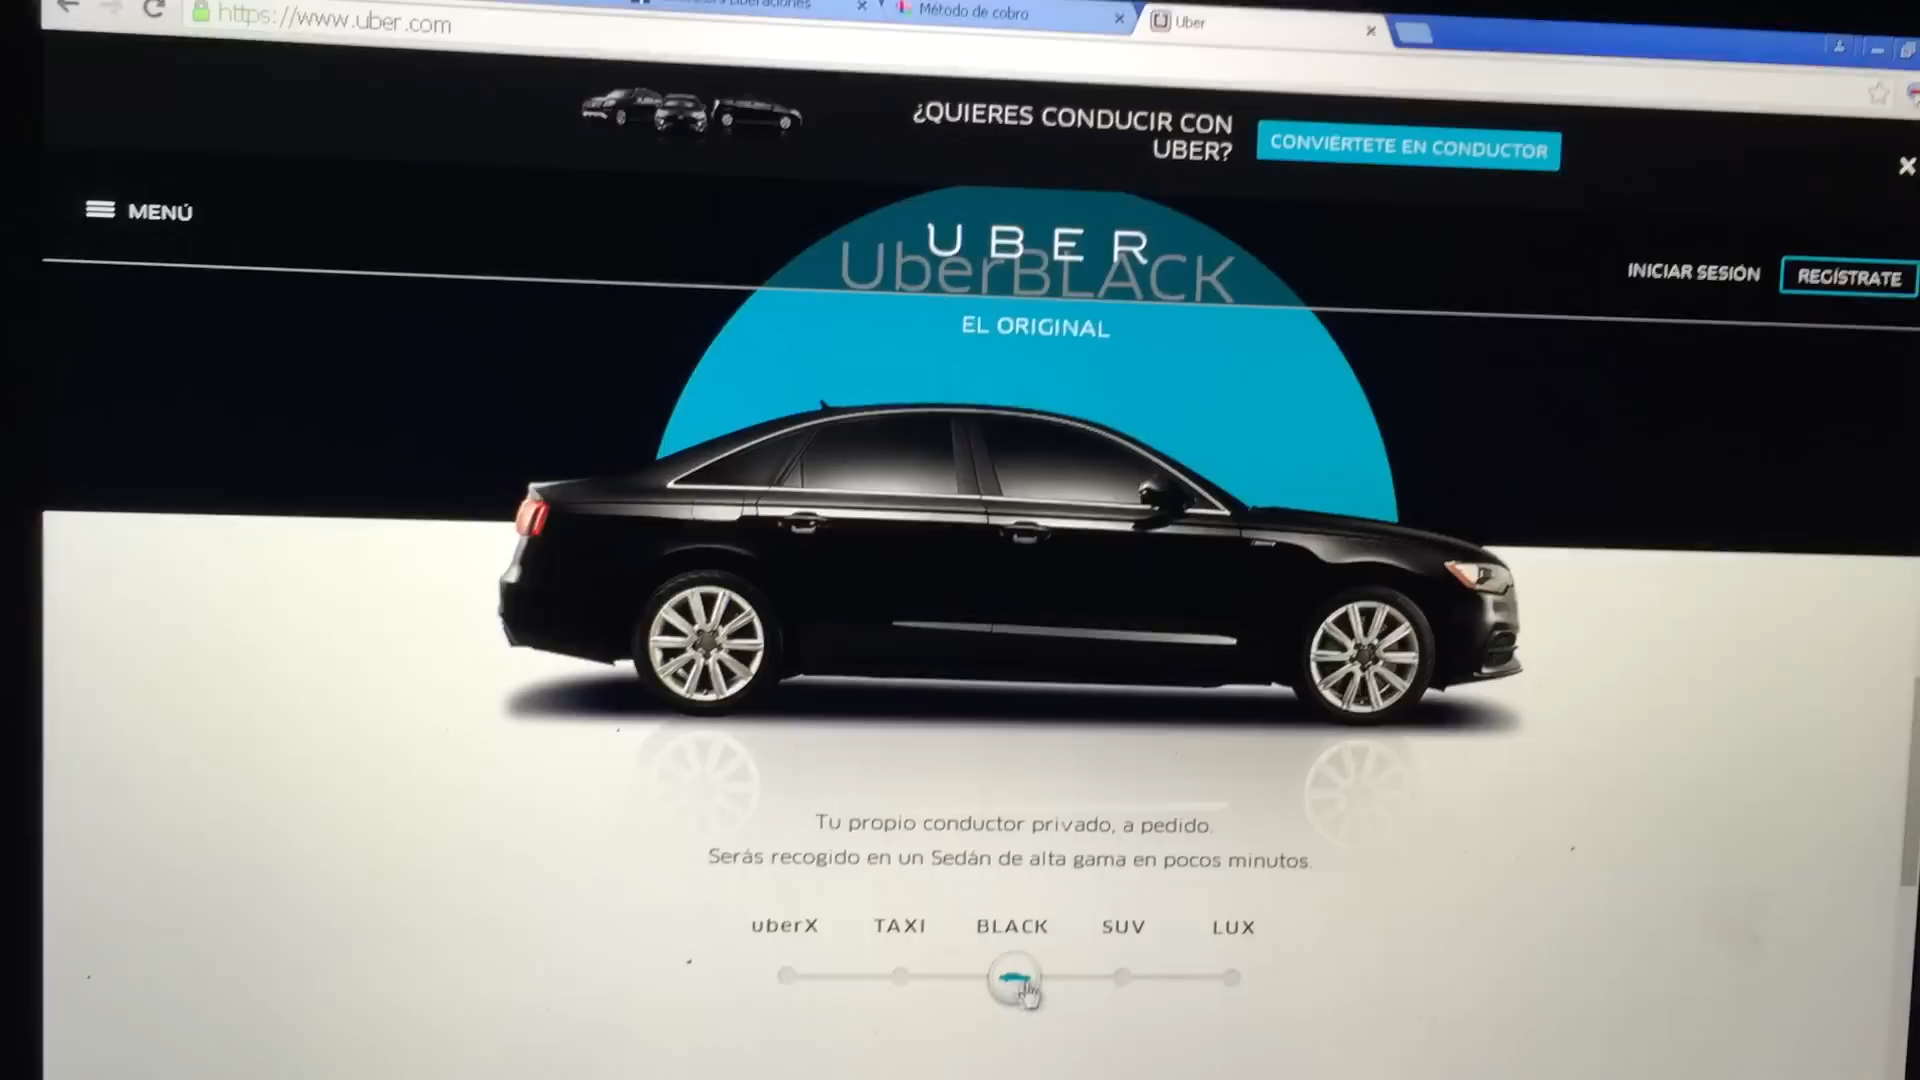 https://www.uber.com
Método de cobro
Uber
¿QUIERES CONDUCIR CON
UBER?
CONVIÉRTETE EN CONDUCTOR
MENÚ
UBER
UberBLACK
INICIAR SESIÓN
REGÍSTRATE
EL ORIGINAL
Tu propio conductor privado, a pedido.
Serás recogido en un Sedán de alta gama en pocos minutos.
uberX TAXI BLACK SUV LUX